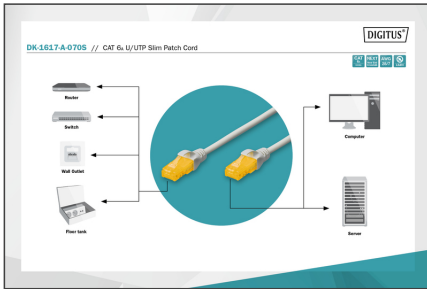 DIGITUS®
DK-1617-A-070S // CAT 6A U/UTP Slim Patch Cord
Router
Switch
Wall Outlet
Floor tank
Computer
Server